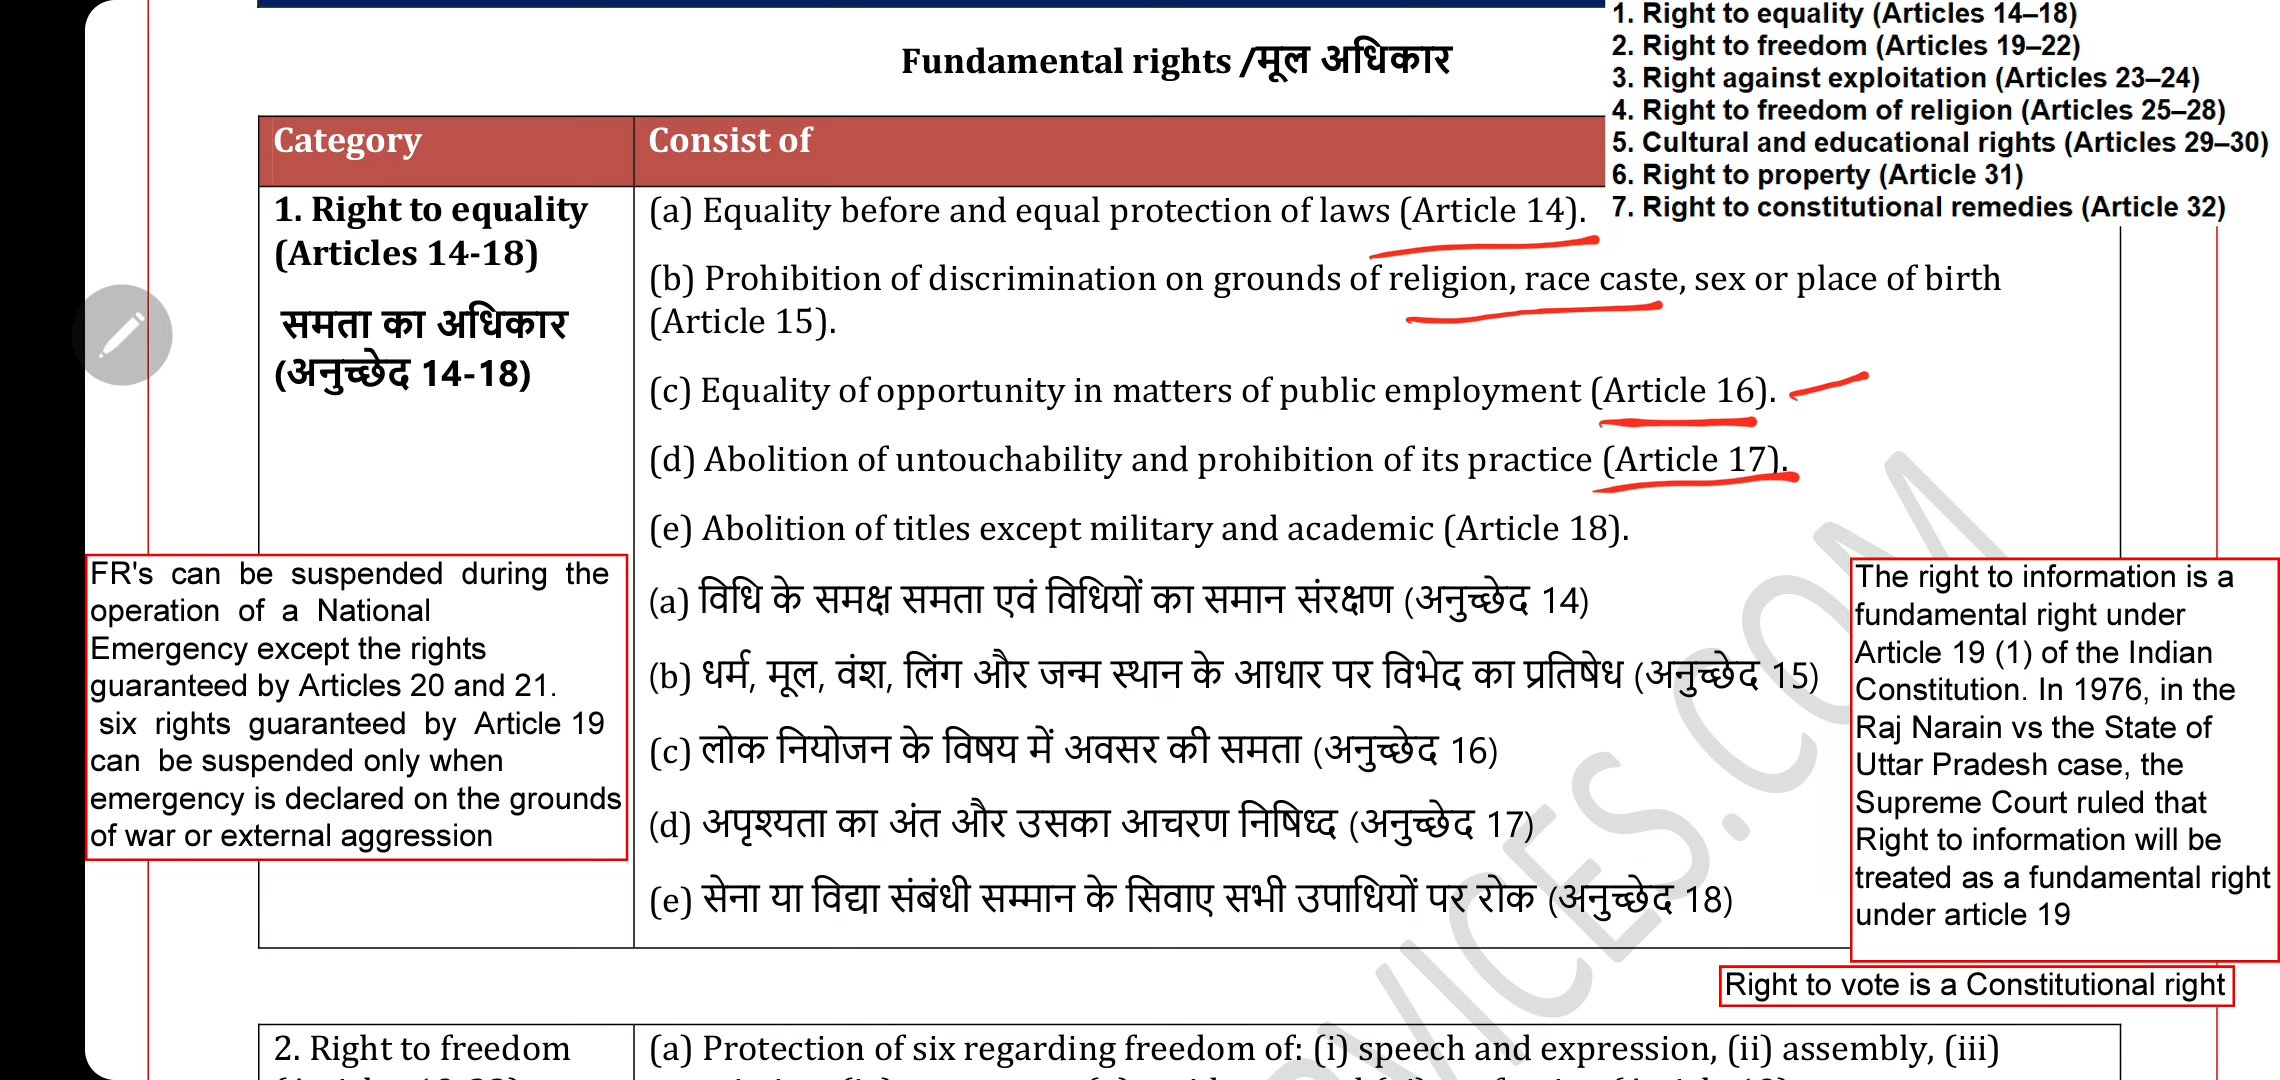 1. Right to equality (Articles 14–18)
2. Right to freedom (Articles 19–22)
3. Right against exploitation (Articles 23–24)
4. Right to freedom of religion (Articles 25–28)
5. Cultural and educational rights (Articles 29–30)
6. Right to property (Article 31)
7. Right to constitutional remedies (Article 32)
Fundamental rights /मूल अधिकार
Category
Consist of
1. Right to equality
(Articles 14-18)
समता का अधिकार
(अनुच्छेद 14-18)
(a) Equality before and equal protection of laws (Article 14).
(b) Prohibition of discrimination on grounds of religion, race caste, sex or place of birth
(Article 15).
(c) Equality of opportunity in matters of public employment (Article 16).
(d) Abolition of untouchability and prohibition of its practice (Article 17).
(e) Abolition of titles except military and academic (Article 18).
(a) विधि के समक्ष समता एवं विधियों का समान संरक्षण (अनुच्छेद 14)
(b) धर्म, मूल, वंश, लिंग और जन्म स्थान के आधार पर विभेद का प्रतिषेध (अनुच्छेद 15)
(c) लोक नियोजन के विषय में अवसर की समता (अनुच्छेद 16)
(d) अपृश्यता का अंत और उसका आचरण निषिध्द (अनुच्छेद 17)
(e) सेना या विद्या संबंधी सम्मान के सिवाए सभी उपाधियों पर रोक (अनुच्छेद 18)
FR's can be suspended during the
operation of a National
Emergency except the rights
guaranteed by Articles 20 and 21.
six rights guaranteed by Article 19
can be suspended only when
emergency is declared on the grounds
of war or external aggression
The right to information is a
fundamental right under
Article 19 (1) of the Indian
Constitution. In 1976, in the
Raj Narain vs the State of
Uttar Pradesh case, the
Supreme Court ruled that
Right to information will be
treated as a fundamental right
under article 19
Right to vote is a Constitutional right
2. Right to freedom
(a) Protection of six regarding freedom of: (i) speech and expression, (ii) assembly, (iii)
VICES.COM